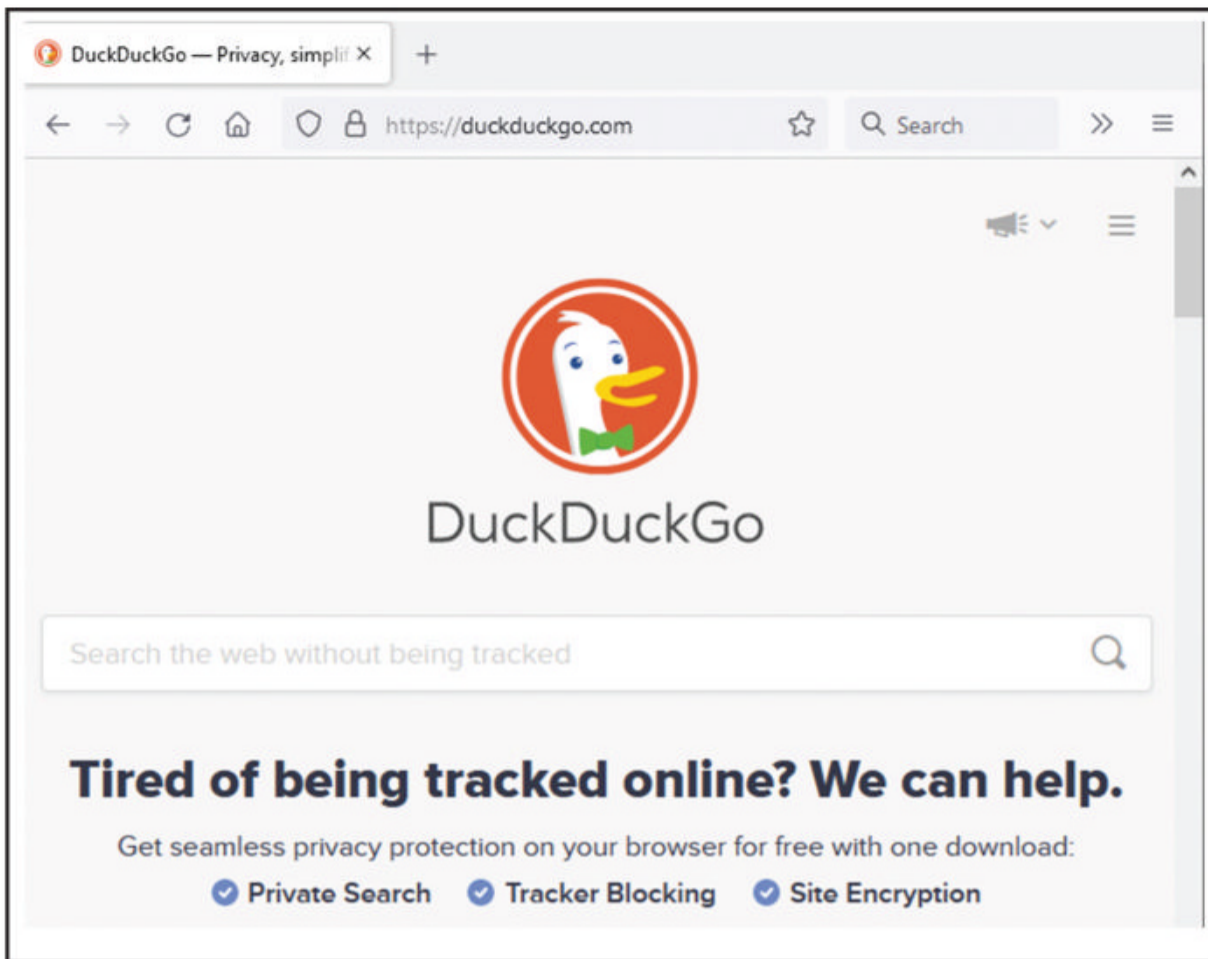 DuckDuckGo — Privacy, simplif
https://duckduckgo.com
Search
DuckDuckGo
Search the web without being tracked
Tired of being tracked online? We can help.
Get seamless privacy protection on your browser for free with one download:
Private Search Tracker Blocking Site Encryption